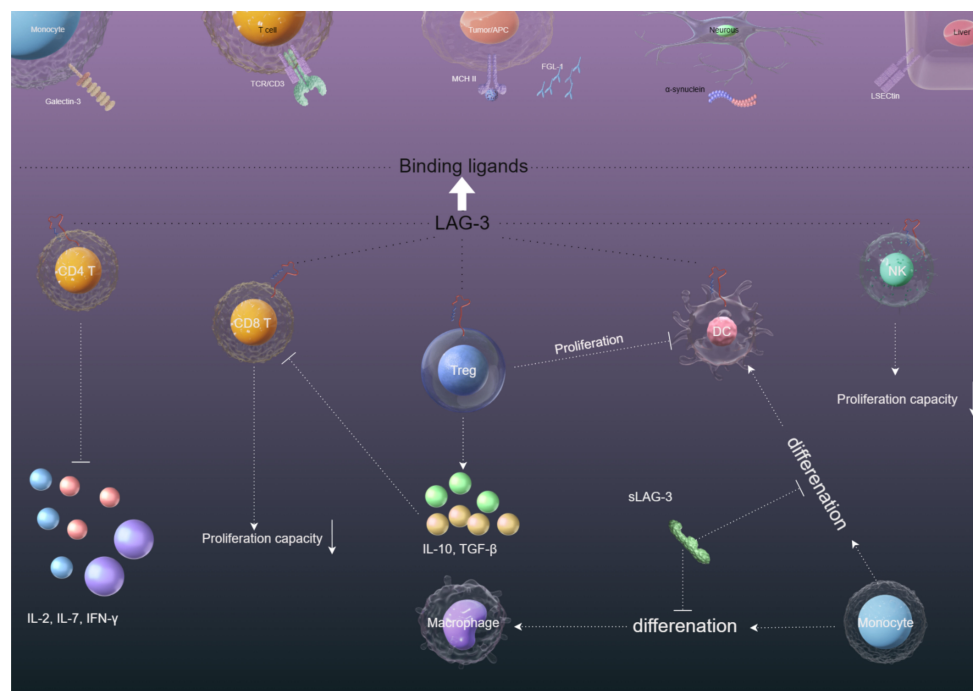 Monocyte
T cell
Tumor/APC
Neurous
Liver
Galectin-3
TCR/CD3
MCH II
FGL-1
α-synuclein
LSECtin
Binding ligands
LAG-3
CD4 T
CD8 T
Treg
DC
NK
Proliferation
Proliferation capacity
differenation
sLAG-3
Proliferation capacity
IL-10, TGF-β
IL-2, IL-7, IFN-γ
Macrophage
differenation
Monocyte